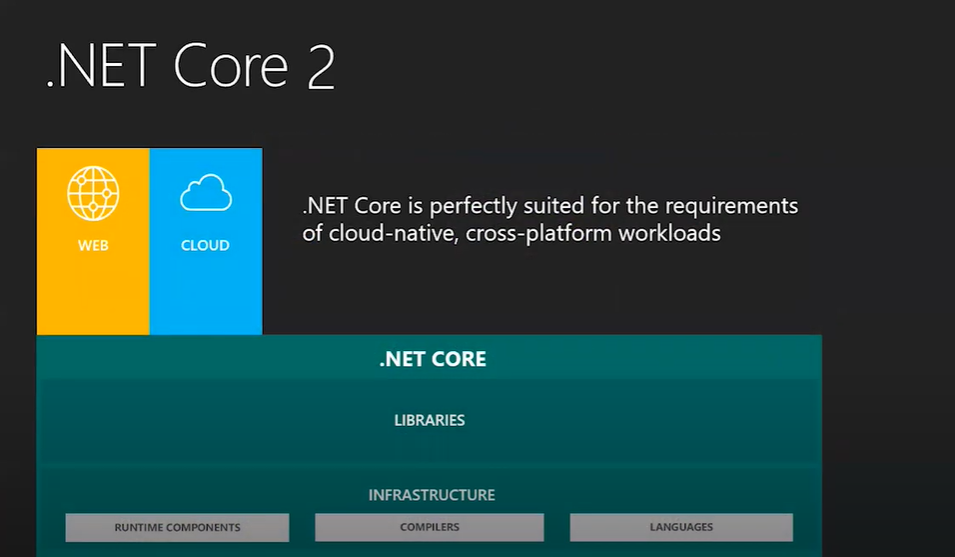 .NET Core 2
WEB
CLOUD
.NET Core is perfectly suited for the requirements
of cloud-native, cross-platform workloads
.NET CORE
LIBRARIES
INFRASTRUCTURE
RUNTIME COMPONENTS
COMPILERS
LANGUAGES